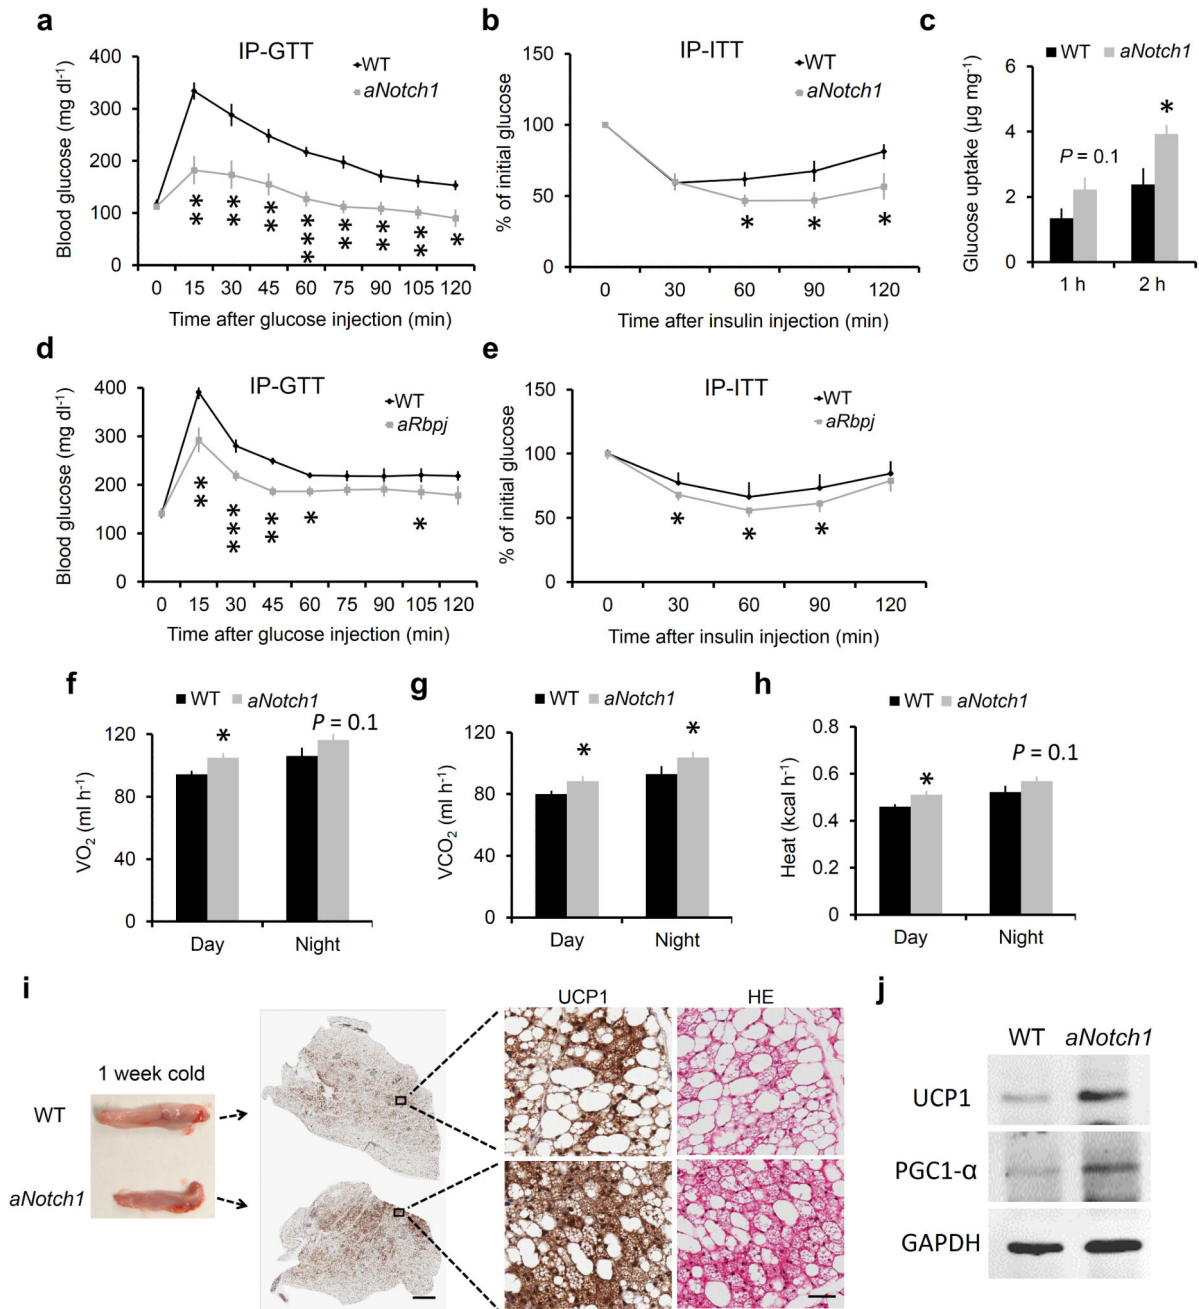 a
IP-GTT
WT
aNotch1
Blood glucose (mg dl-1)
400
300
200
100
0
** ** ** *** ** ** ** *
0 15 30 45 60 75 90 105 120
Time after glucose injection (min)
b
IP-ITT
WT
aNotch1
% of initial glucose
150
100
50
0
* * *
0 30 60 90 120
Time after insulin injection (min)
c
WT aNotch1
Glucose uptake (µg mg-1)
6
4
2
0
P = 0.1
*
1 h 2 h
d
IP-GTT
WT
aRbpj
Blood glucose (mg dl-1)
400
300
200
100
0
** *** ** * *
0 15 30 45 60 75 90 105 120
Time after glucose injection (min)
e
IP-ITT
WT
aRbpj
% of initial glucose
150
100
50
0
* * *
0 30 60 90 120
Time after insulin injection (min)
f
WT aNotch1
VO2 (ml h-1)
120
80
40
0
*
P = 0.1
Day Night
g
WT aNotch1
VCO2 (ml h-1)
120
80
40
0
* *
Day Night
h
WT aNotch1
Heat (kcal h-1)
0.8
0.6
0.4
0.2
0
*
P = 0.1
Day Night
i
1 week cold
WT
aNotch1
UCP1 HE
j
WT aNotch1
UCP1
PGC1-α
GAPDH